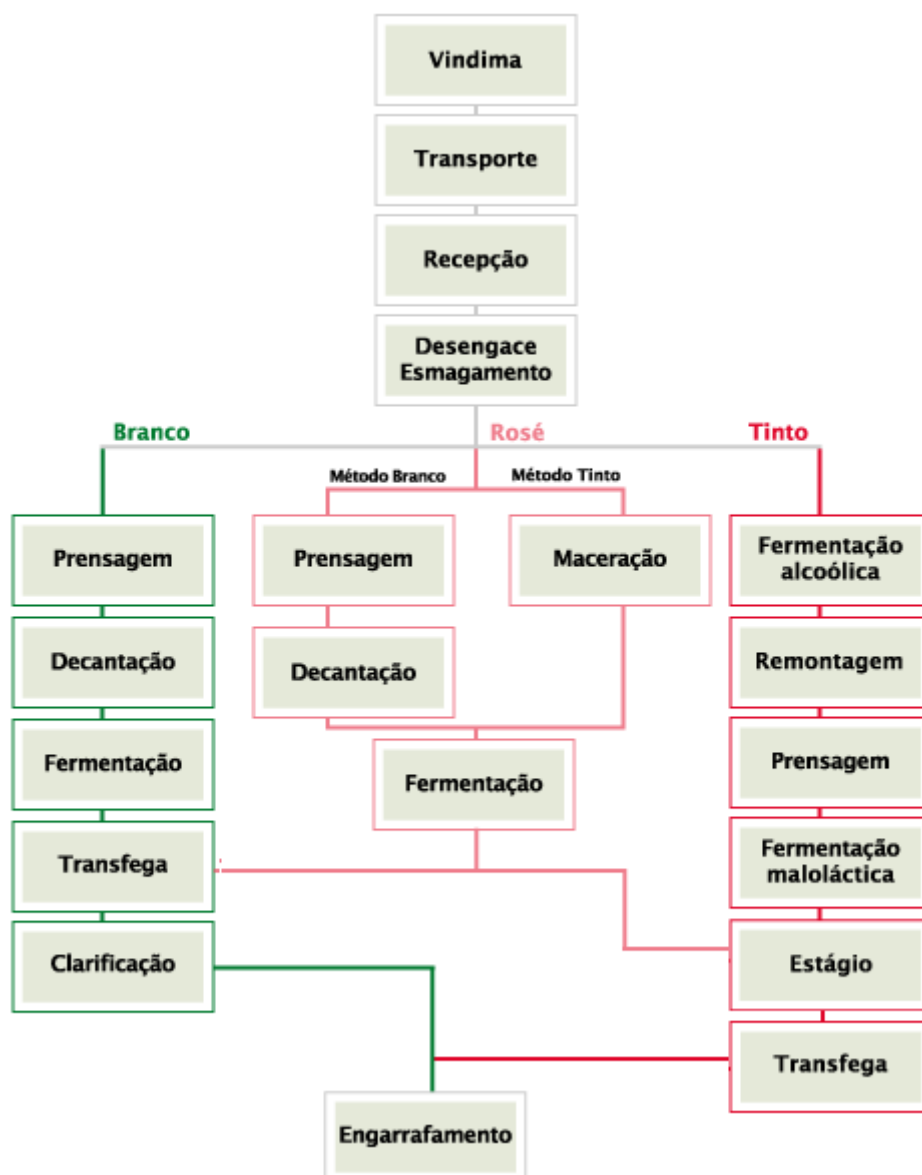 Vindima
Transporte
Recepção
Desengace
Esmagamento
Branco
Rosé
Tinto
Método Branco
Método Tinto
Prensagem
Prensagem
Maceração
Fermentação
alcoólica
Decantação
Decantação
Remontagem
Fermentação
Fermentação
Prensagem
Transfega
Fermentação
maloláctica
Clarificação
Estágio
Transfega
Engarrafamento